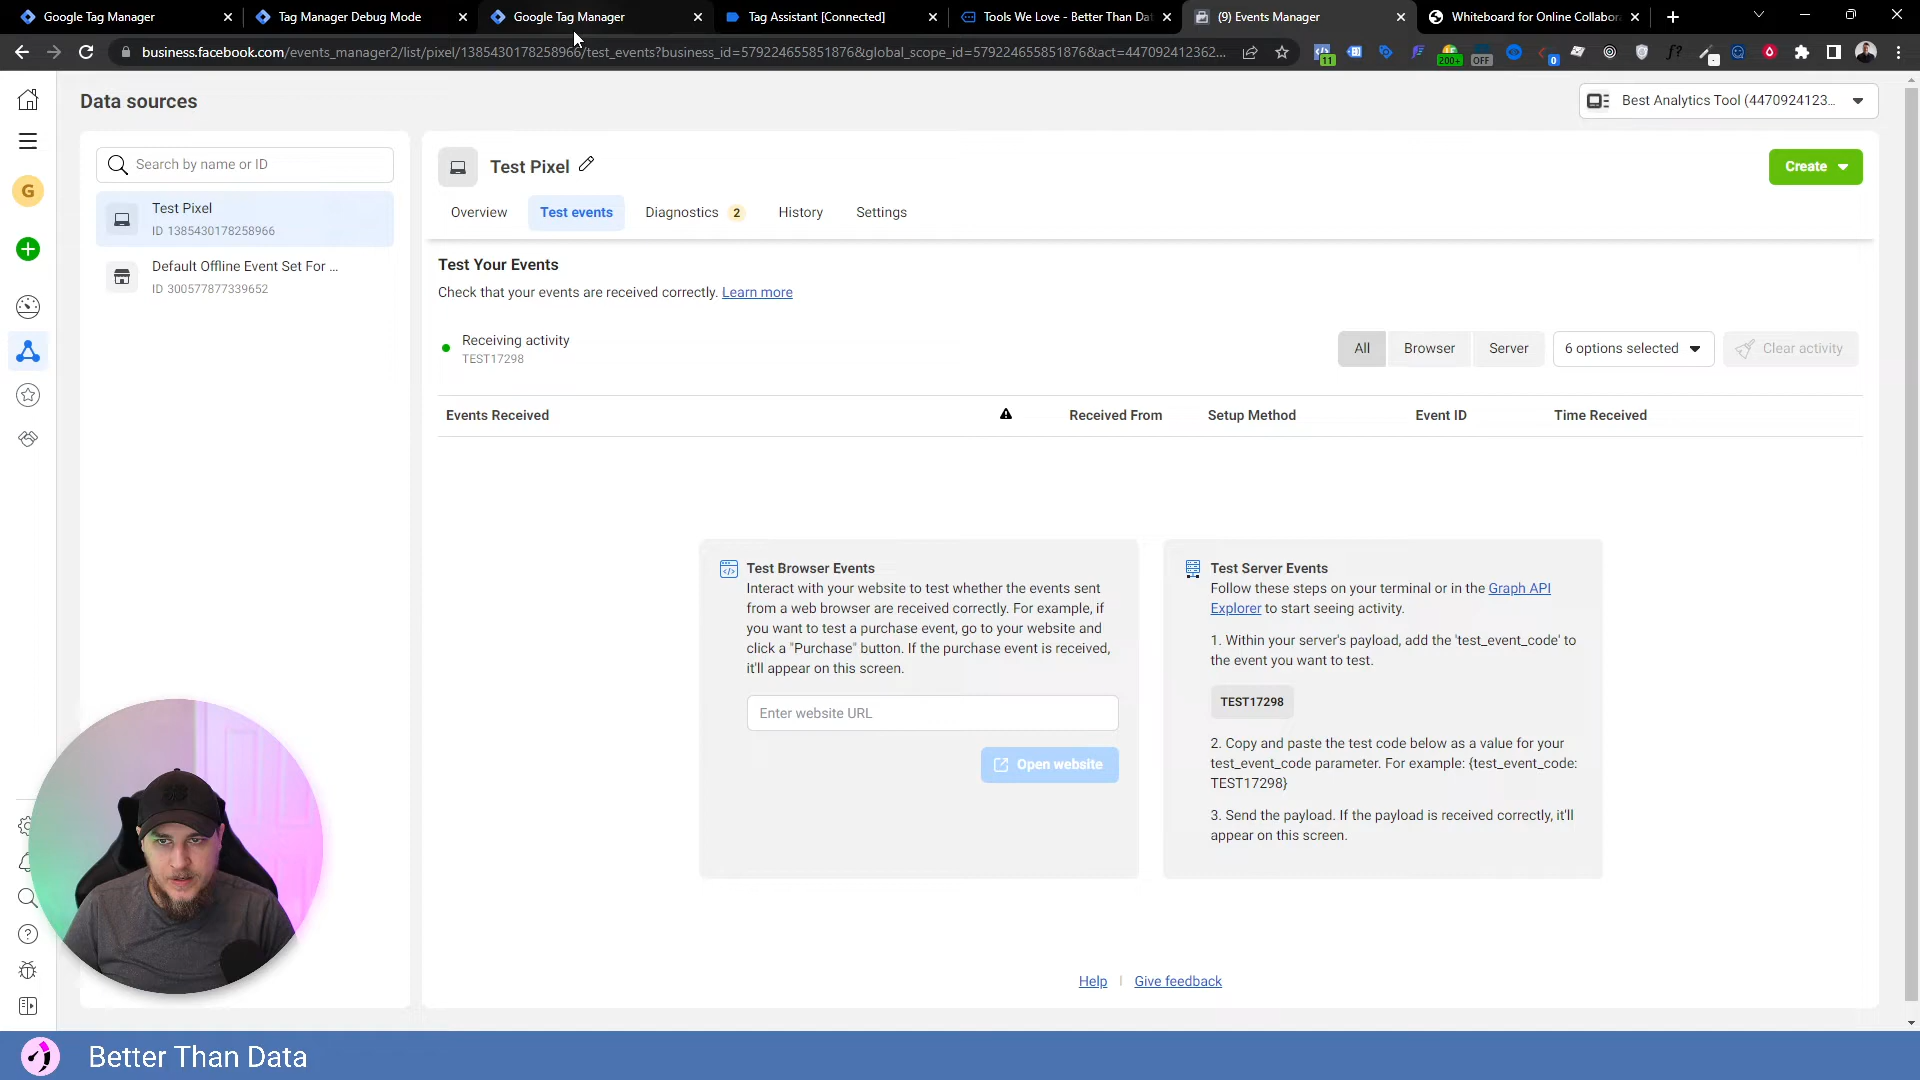 Google Tag Manager
Tag Manager Debug Mode
Google Tag Manager
Tag Assistant [Connected]
Tools We Love - Better Than Da
(9) Events Manager
Whiteboard for Online Collabora
business.facebook.com/events_manager2/list/pixel/1385430178258966/test_events?business_id=579224655851876&global_scope_id=579224655851876&act=447092412362...
11
200+
OFF
0
Data sources
Best Analytics Tool (4470924123...
Search by name or ID
G
Test Pixel
ID 1385430178258966
Default Offline Event Set For ...
ID 300577877339652
Test Pixel
Create
Overview
Test events
Diagnostics 2
History
Settings
Test Your Events
Check that your events are received correctly. Learn more
Receiving activity
TEST17298
All
Browser
Server
6 options selected
Clear activity
Events Received
Received From
Setup Method
Event ID
Time Received
Test Browser Events
Interact with your website to test whether the events sent
from a web browser are received correctly. For example, if
you want to test a purchase event, go to your website and
click a "Purchase" button. If the purchase event is received,
it'll appear on this screen.
Enter website URL
Open website
Test Server Events
Follow these steps on your terminal or in the Graph API
Explorer to start seeing activity.
1. Within your server's payload, add the 'test_event_code' to
the event you want to test.
TEST17298
2. Copy and paste the test code below as a value for your
test_event_code parameter. For example: {test_event_code:
TEST17298}
3. Send the payload. If the payload is received correctly, it'll
appear on this screen.
Help
Give feedback
Better Than Data